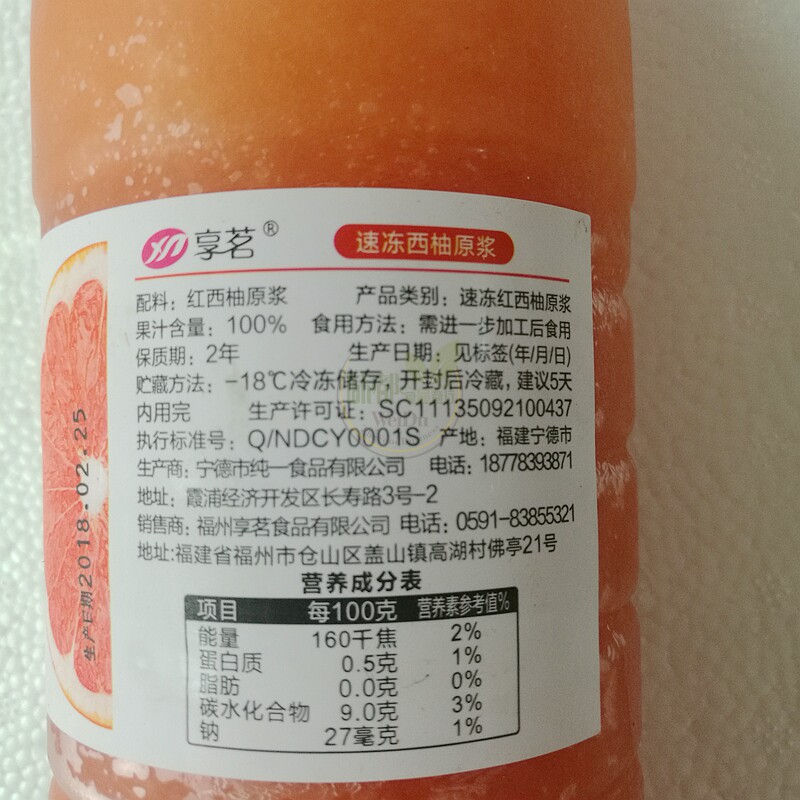 XM 享茗® 速冻西柚原浆
配料：红西柚原浆 产品类别：速冻红西柚原浆
果汁含量：100% 食用方法：需进一步加工后食用
保质期：2年 生产日期：见标签(年/月/日)
贮藏方法：-18℃冷冻储存，开封后冷藏，建议5天
内用完 生产许可证：SC11135092100437
执行标准号：Q/NDCY0001S 产地：福建宁德市
生产商：宁德市纯一食品有限公司 电话：18778393871
地址：霞浦经济开发区长寿路3号-2
销售商：福州享茗食品有限公司 电话：0591-83855321
地址:福建省福州市仓山区盖山镇高湖村佛亭21号
营养成分表
项目 每100克 营养素参考值%
能量 160千焦 2%
蛋白质 0.5克 1%
脂肪 0.0克 0%
碳水化合物 9.0克 3%
钠 27毫克 1%
生产日期2018.02.25